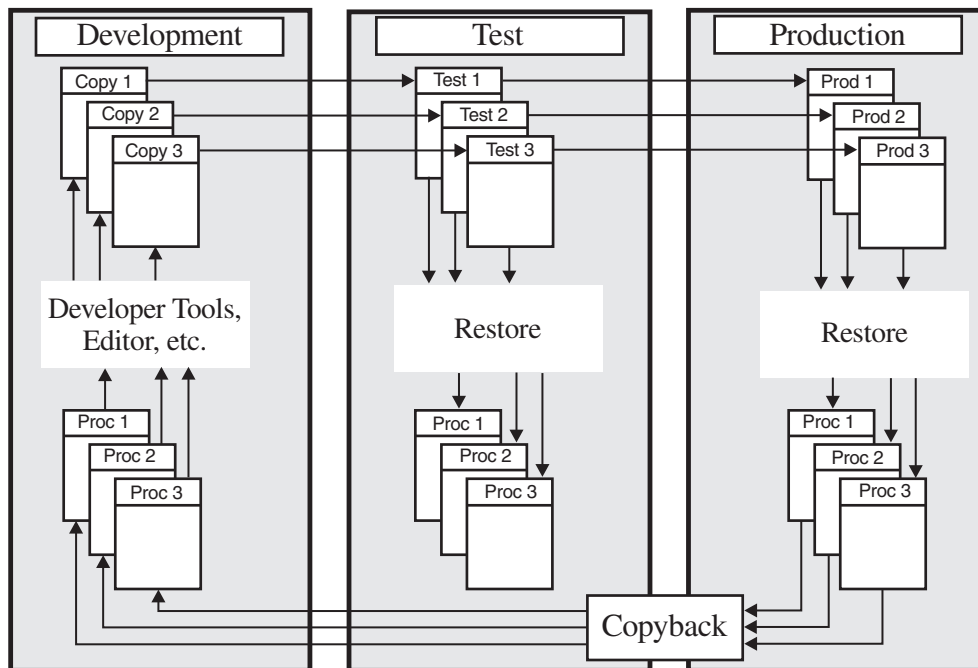 Development
Test
Production
Copy 1
Copy 2
Copy 3
Test 1
Test 2
Test 3
Prod 1
Prod 2
Prod 3
Developer Tools,
Editor, etc.
Restore
Restore
Proc 1
Proc 2
Proc 3
Proc 1
Proc 2
Proc 3
Proc 1
Proc 2
Proc 3
Copyback